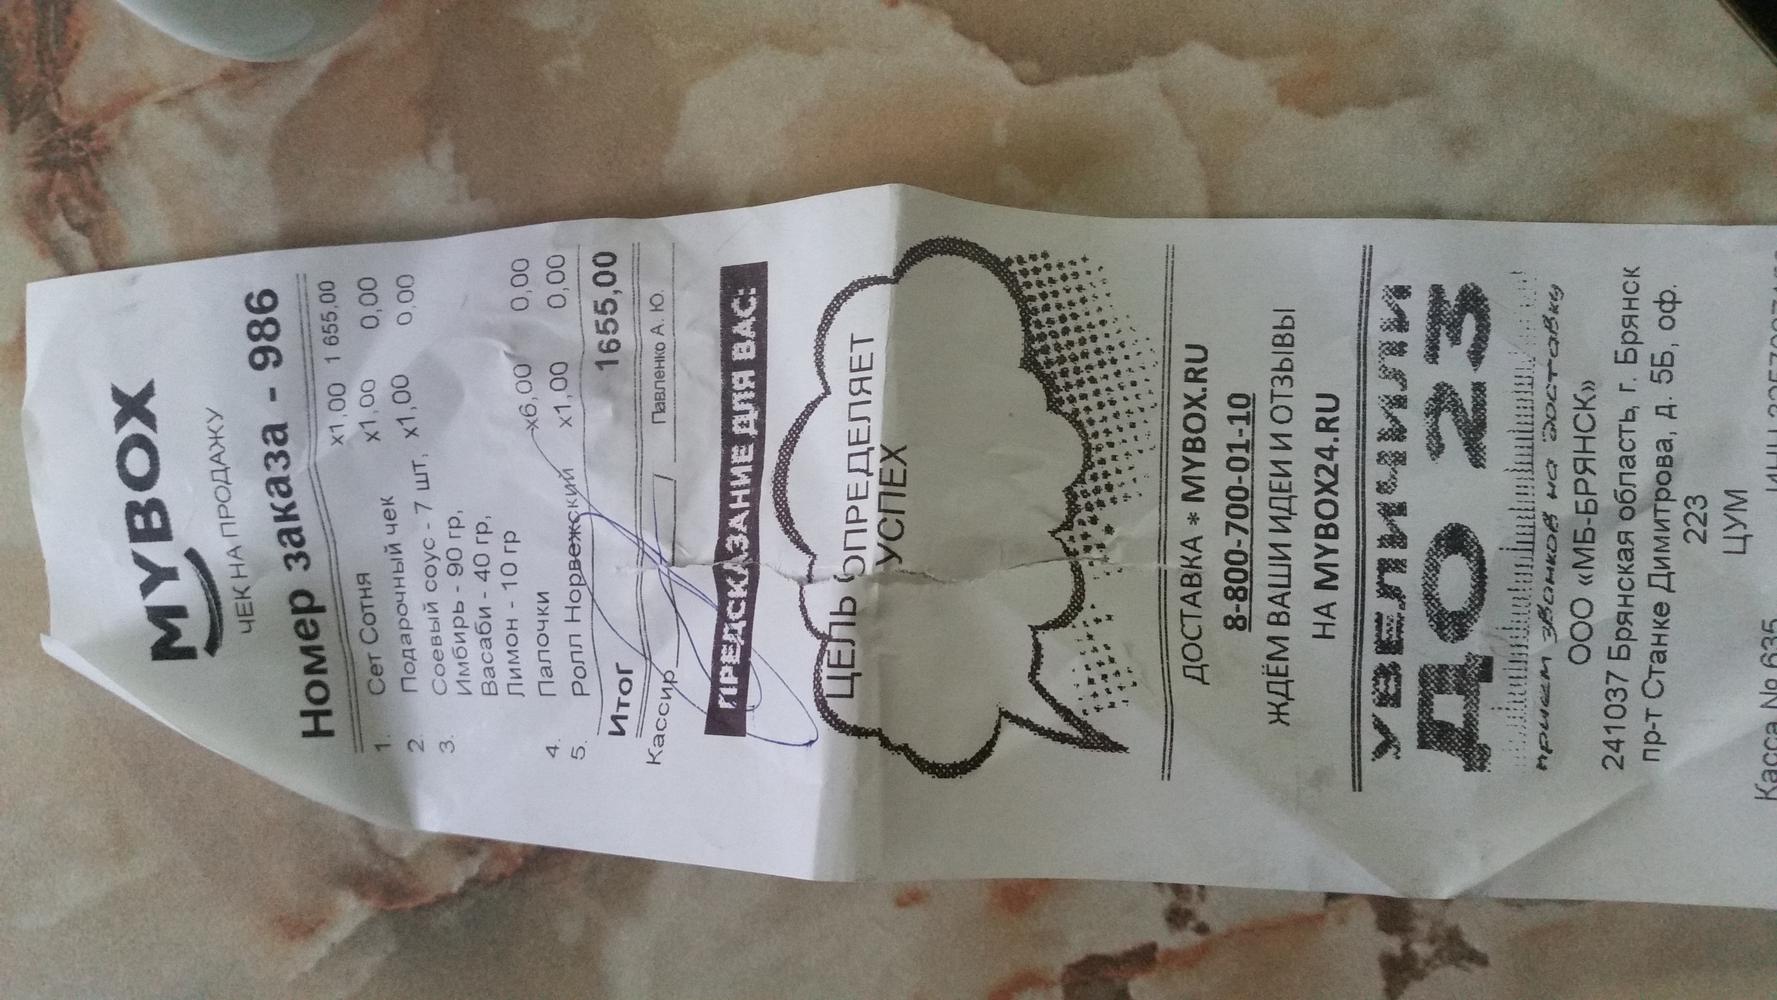 MYBOX
ЧЕК НА ПРОДАЖУ
Номер заказа - 986
1. Сет Сотня x1,00 1 655,00
2. Подарочный чек x1,00 0,00
3. Соевый соус - 7 шт, x1,00 0,00
Имбирь - 90 гр,
Васаби - 40 гр,
Лимон - 10 гр
4. Палочки x6,00 0,00
5. Ролл Норвежский x1,00 0,00
Итог 1655,00
Кассир Павленко А. Ю.
ПРЕДСКАЗАНИЕ ДЛЯ ВАС:
ЦЕЛЬ ОПРЕДЕЛЯЕТ
УСПЕХ
ДОСТАВКА * MYBOX.RU
8-800-700-01-10
ЖДЁМ ВАШИ ИДЕИ И ОТЗЫВЫ
НА MYBOX24.RU
УВЕЛИЧИЛИ
ДО 23
прием звонков на доставку
ООО «МБ-БРЯНСК»
241037 Брянская область, г. Брянск
пр-т Станке Димитрова, д. 5Б, оф.
223
ЦУМ
Касса № 635 ИНН